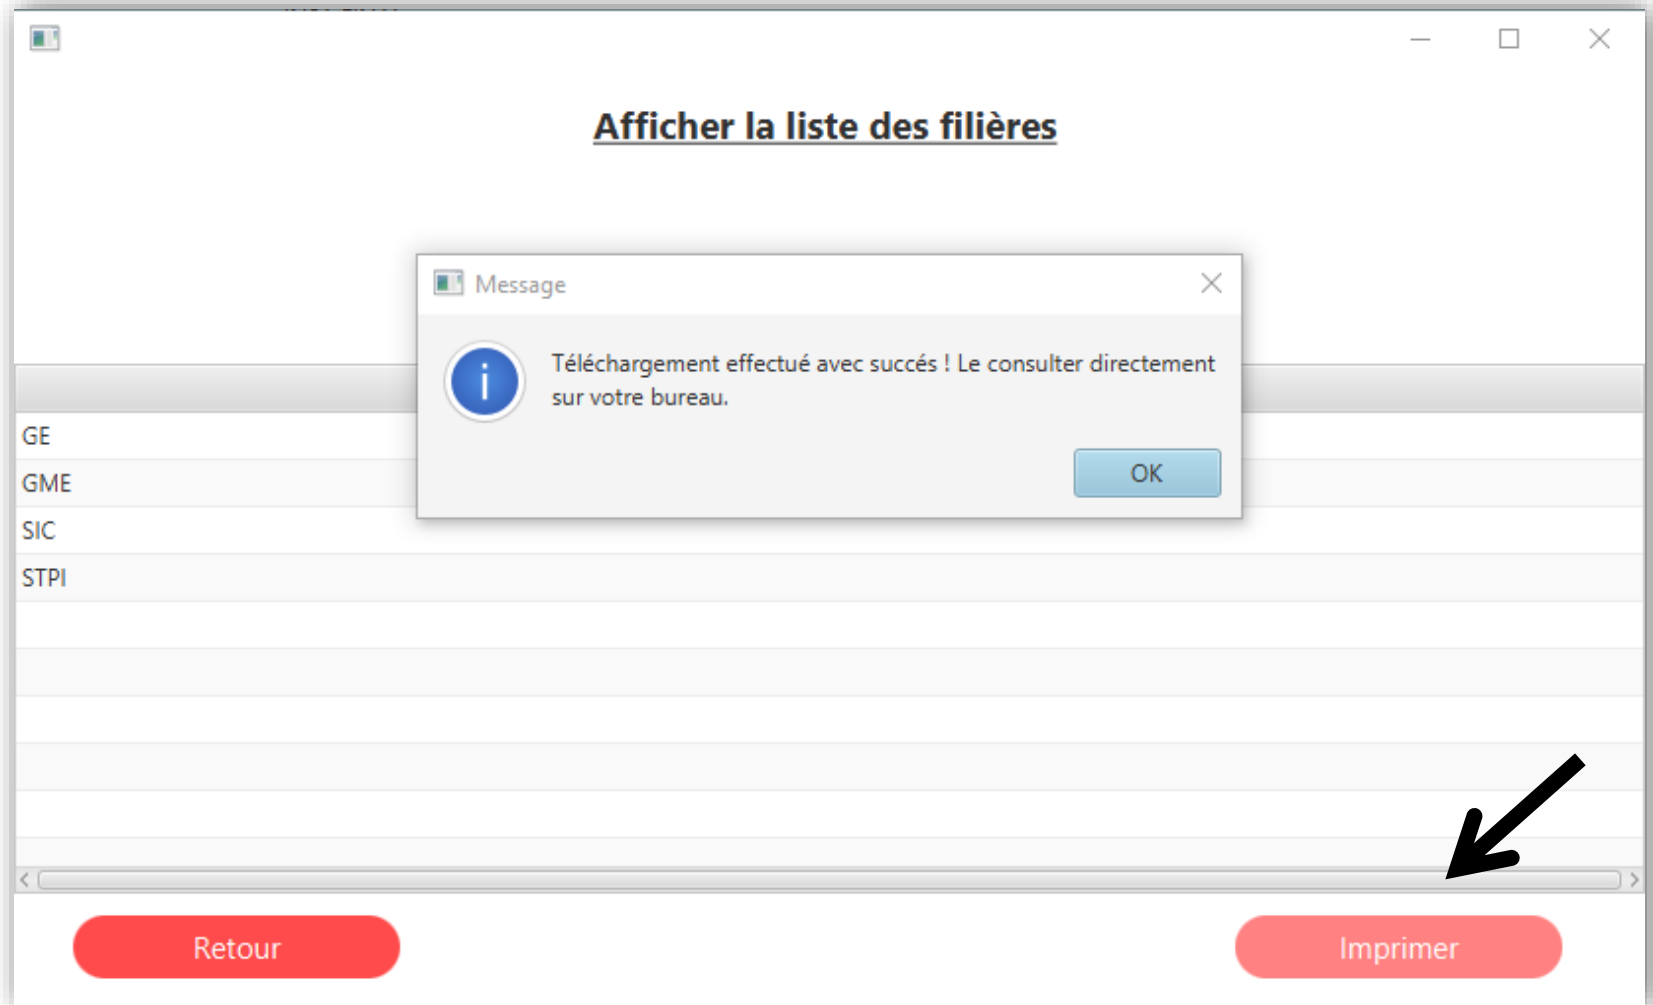 Afficher la liste des filières
Message
Téléchargement effectué avec succés ! Le consulter directement
sur votre bureau.
OK
GE
GME
SIC
STPI
Retour
Imprimer